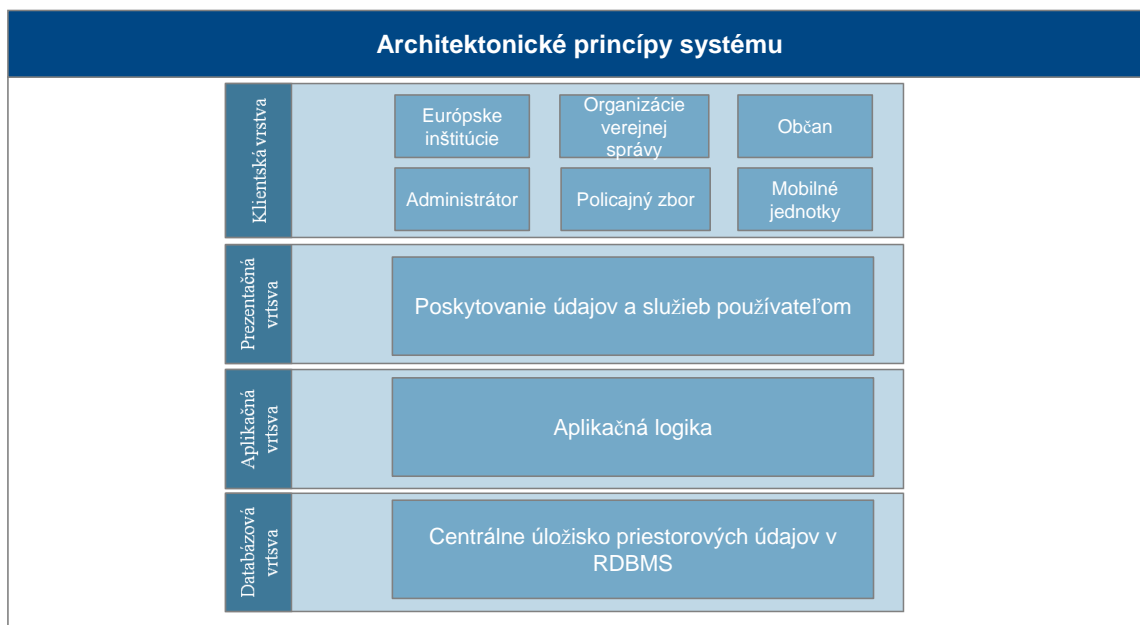 Architektonické princípy systému
Klientská vrstva
Európske
inštitúcie
Organizácie
verejnej
správy
Občan
Administrátor
Policajný zbor
Mobilné
jednotky
Prezentačná
vrtsva
Poskytovanie údajov a služieb používateľom
Aplikačná
vrtsva
Aplikačná logika
Databázová
vrtsva
Centrálne úložisko priestorových údajov v
RDBMS